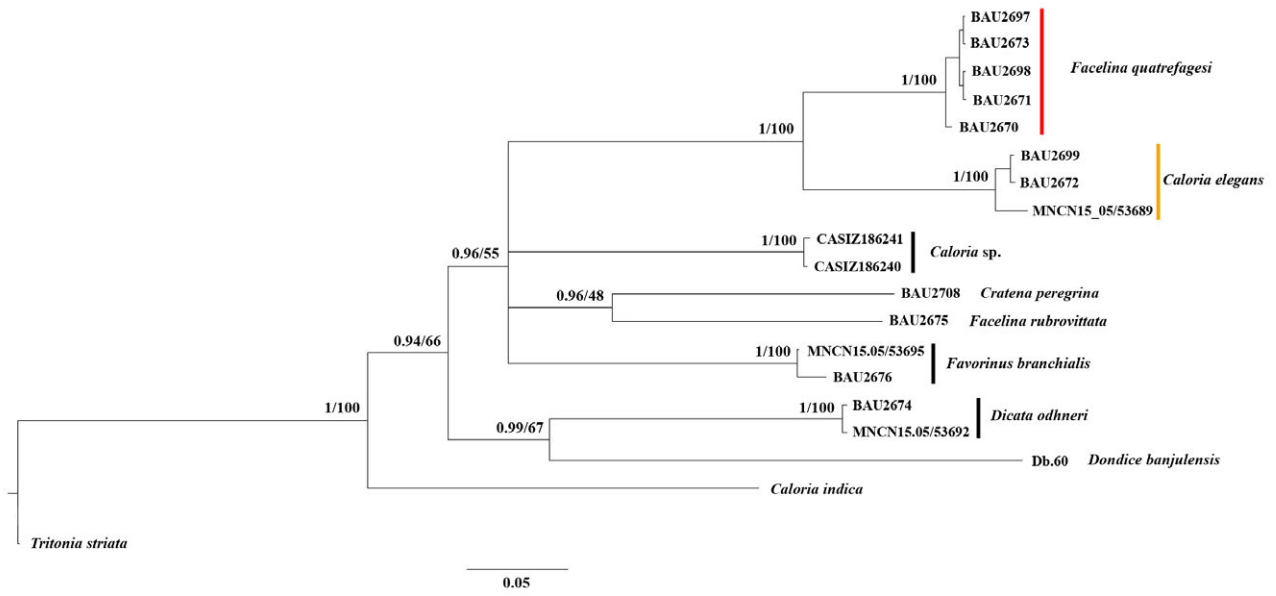 BAU2697
BAU2673
Facelina quatrefagesi
BAU2698
1/100
BAU2671
BAU2670
1/100
BAU2699
1/100
BAU2672
Caloria elegans
MNCN15_05/53689
1/100
CASIZ186241
0.96/55
Caloria sp.
CASIZ186240
0.96/48
BAU2708 Cratena peregrina
BAU2675 Facelina rubrovittata
0.94/66
1/100
MNCN15.05/53695
Favorinus branchialis
BAU2676
1/100
1/100
BAU2674
Dicata odhneri
0.99/67
MNCN15.05/53692
Db.60 Dondice banjulensis
Caloria indica
Tritonia striata
0.05